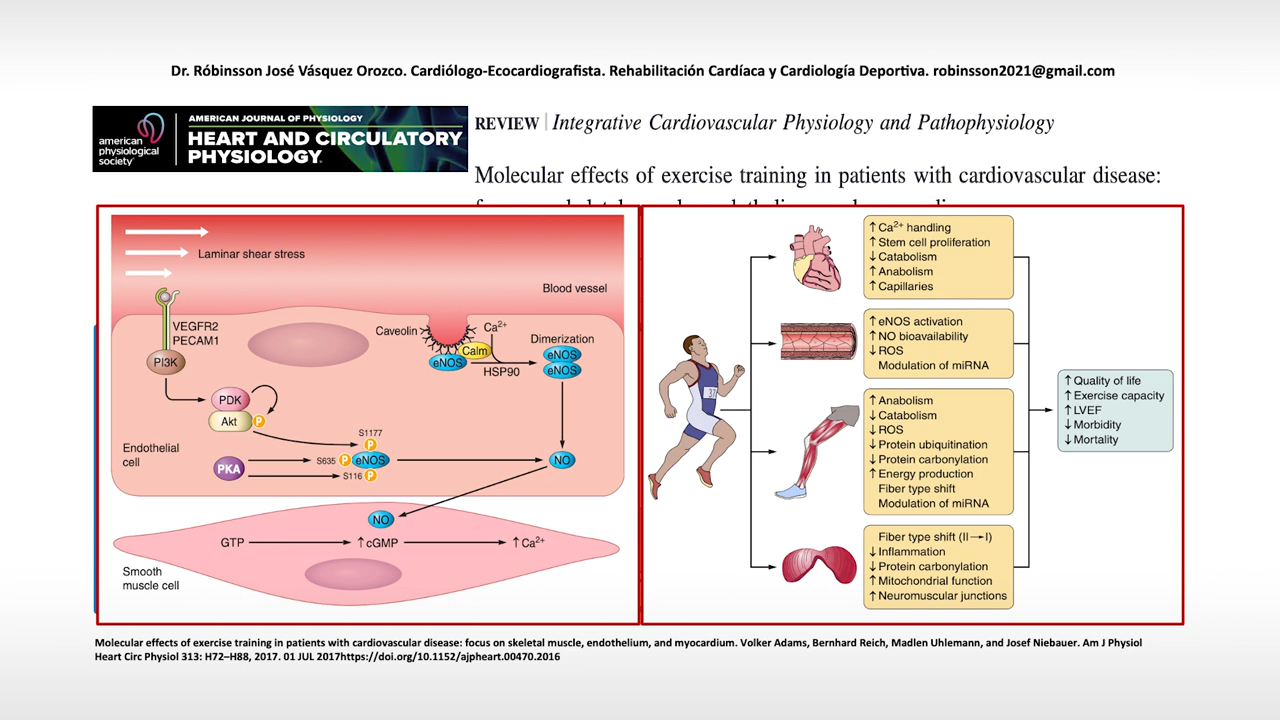 Dr. Róbinsson José Vásquez Orozco. Cardiólogo-Ecocardiografista. Rehabilitación Cardíaca y Cardiología Deportiva. robinsson2021@gmail.com
american
physiological
society®
AMERICAN JOURNAL OF PHYSIOLOGY
HEART AND CIRCULATORY
PHYSIOLOGY®
REVIEW | Integrative Cardiovascular Physiology and Pathophysiology
Molecular effects of exercise training in patients with cardiovascular disease:
Laminar shear stress
Blood vessel
VEGFR2
PECAM1
PI3K
PDK
Akt
P
Endothelial
cell
PKA
S1177
P
S635
P
eNOS
S116
P
Caveolin
Ca²⁺
Calm
eNOS
HSP90
Dimerization
eNOS
eNOS
NO
NO
GTP
↑cGMP
↑Ca²⁺
Smooth
muscle cell
37
↑Ca²⁺ handling
↑Stem cell proliferation
↓Catabolism
↑Anabolism
↑Capillaries
↑eNOS activation
↑NO bioavailability
↓ROS
Modulation of miRNA
↑Anabolism
↓Catabolism
↓ROS
↓Protein ubiquitination
↓Protein carbonylation
↑Energy production
Fiber type shift
Modulation of miRNA
Fiber type shift (II→I)
↓Inflammation
↓Protein carbonylation
↑Mitochondrial function
↑Neuromuscular junctions
↑Quality of life
↑Exercise capacity
↑LVEF
↓Morbidity
↓Mortality
Molecular effects of exercise training in patients with cardiovascular disease: focus on skeletal muscle, endothelium, and myocardium. Volker Adams, Bernhard Reich, Madlen Uhlemann, and Josef Niebauer. Am J Physiol
Heart Circ Physiol 313: H72–H88, 2017. 01 JUL 2017https://doi.org/10.1152/ajpheart.00470.2016